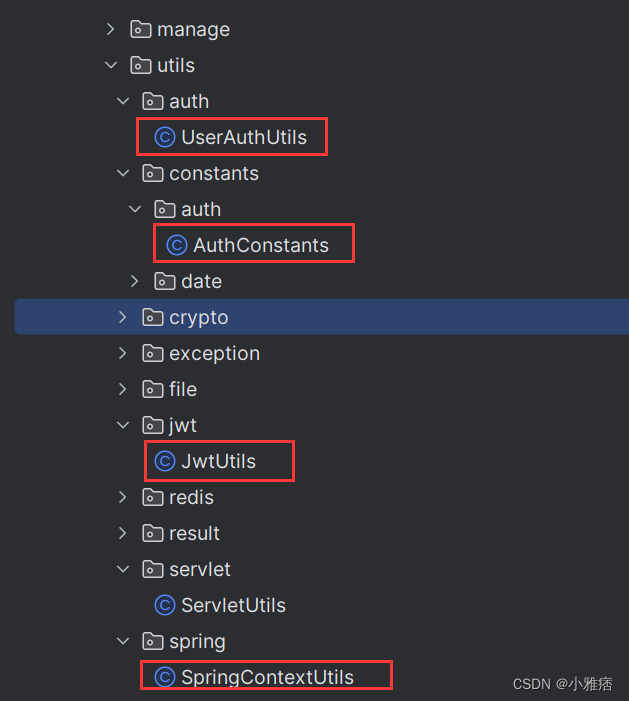 manage
utils
auth
UserAuthUtils
constants
auth
AuthConstants
date
crypto
exception
file
jwt
JwtUtils
redis
result
servlet
ServletUtils
spring
SpringContextUtils
CSDN @小雅痞